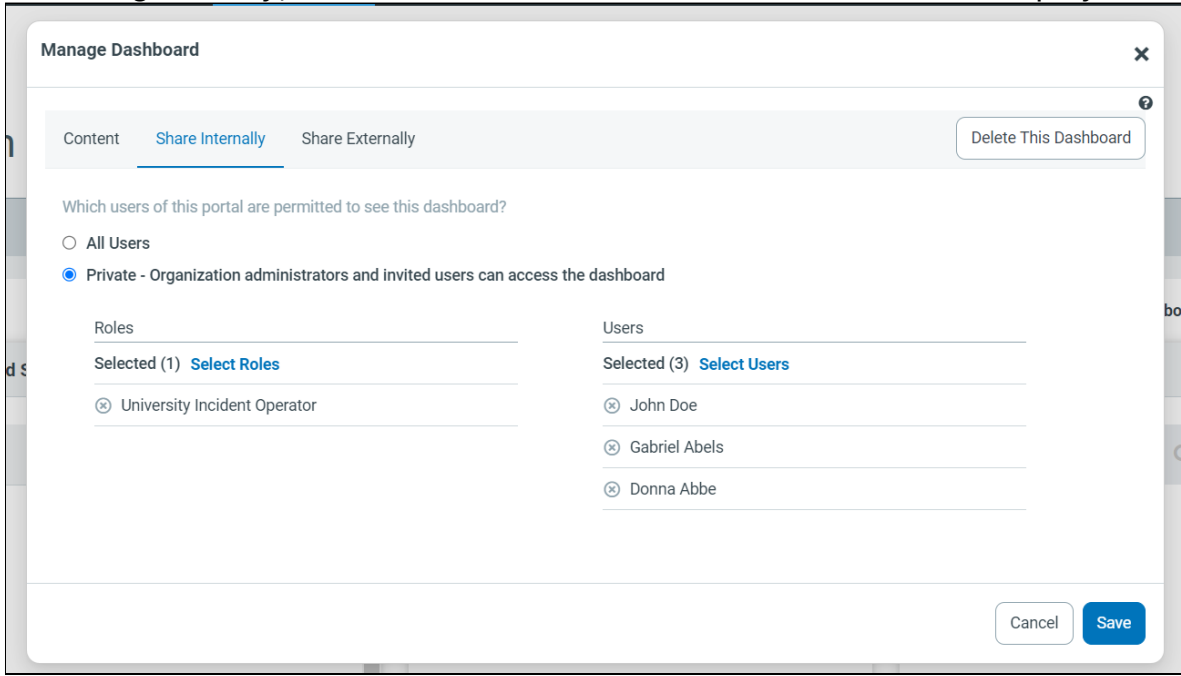 Manage Dashboard
Content Share Internally Share Externally Delete This Dashboard
Which users of this portal are permitted to see this dashboard?
All Users
Private - Organization administrators and invited users can access the dashboard
Roles Users
Selected (1) Select Roles Selected (3) Select Users
University Incident Operator John Doe
Gabriel Abels
Donna Abbe
Cancel Save